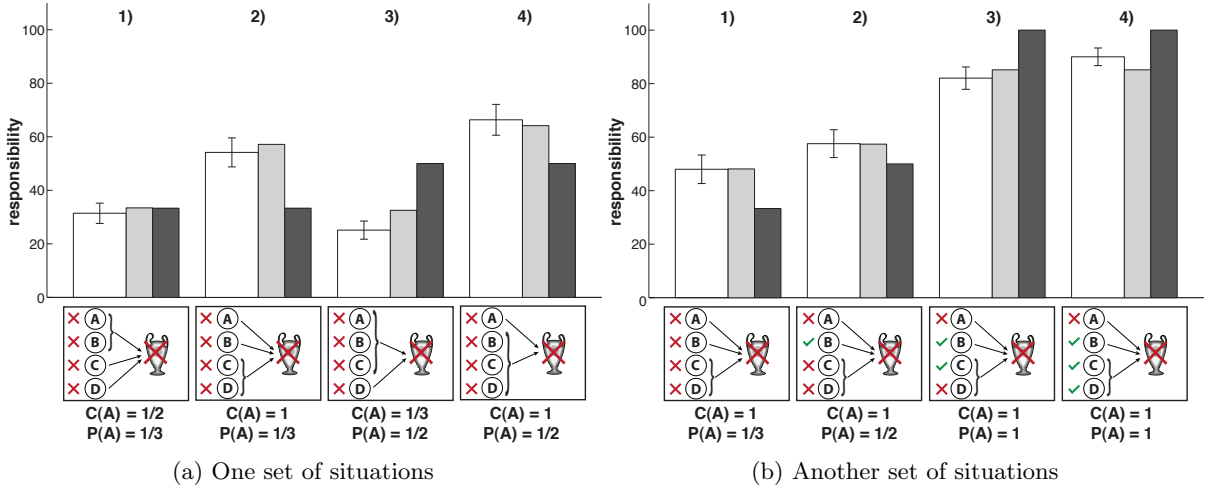 1) 2) 3) 4)
responsibility
100
80
60
40
20
0
A A A A
B B B B
C C C C
D D D D
C(A) = 1/2 C(A) = 1 C(A) = 1/3 C(A) = 1
P(A) = 1/3 P(A) = 1/3 P(A) = 1/2 P(A) = 1/2
(a) One set of situations
1) 2) 3) 4)
responsibility
100
80
60
40
20
0
A A A A
B B B B
C C C C
D D D D
C(A) = 1 C(A) = 1 C(A) = 1 C(A) = 1
P(A) = 1/3 P(A) = 1/2 P(A) = 1 P(A) = 1
(b) Another set of situations